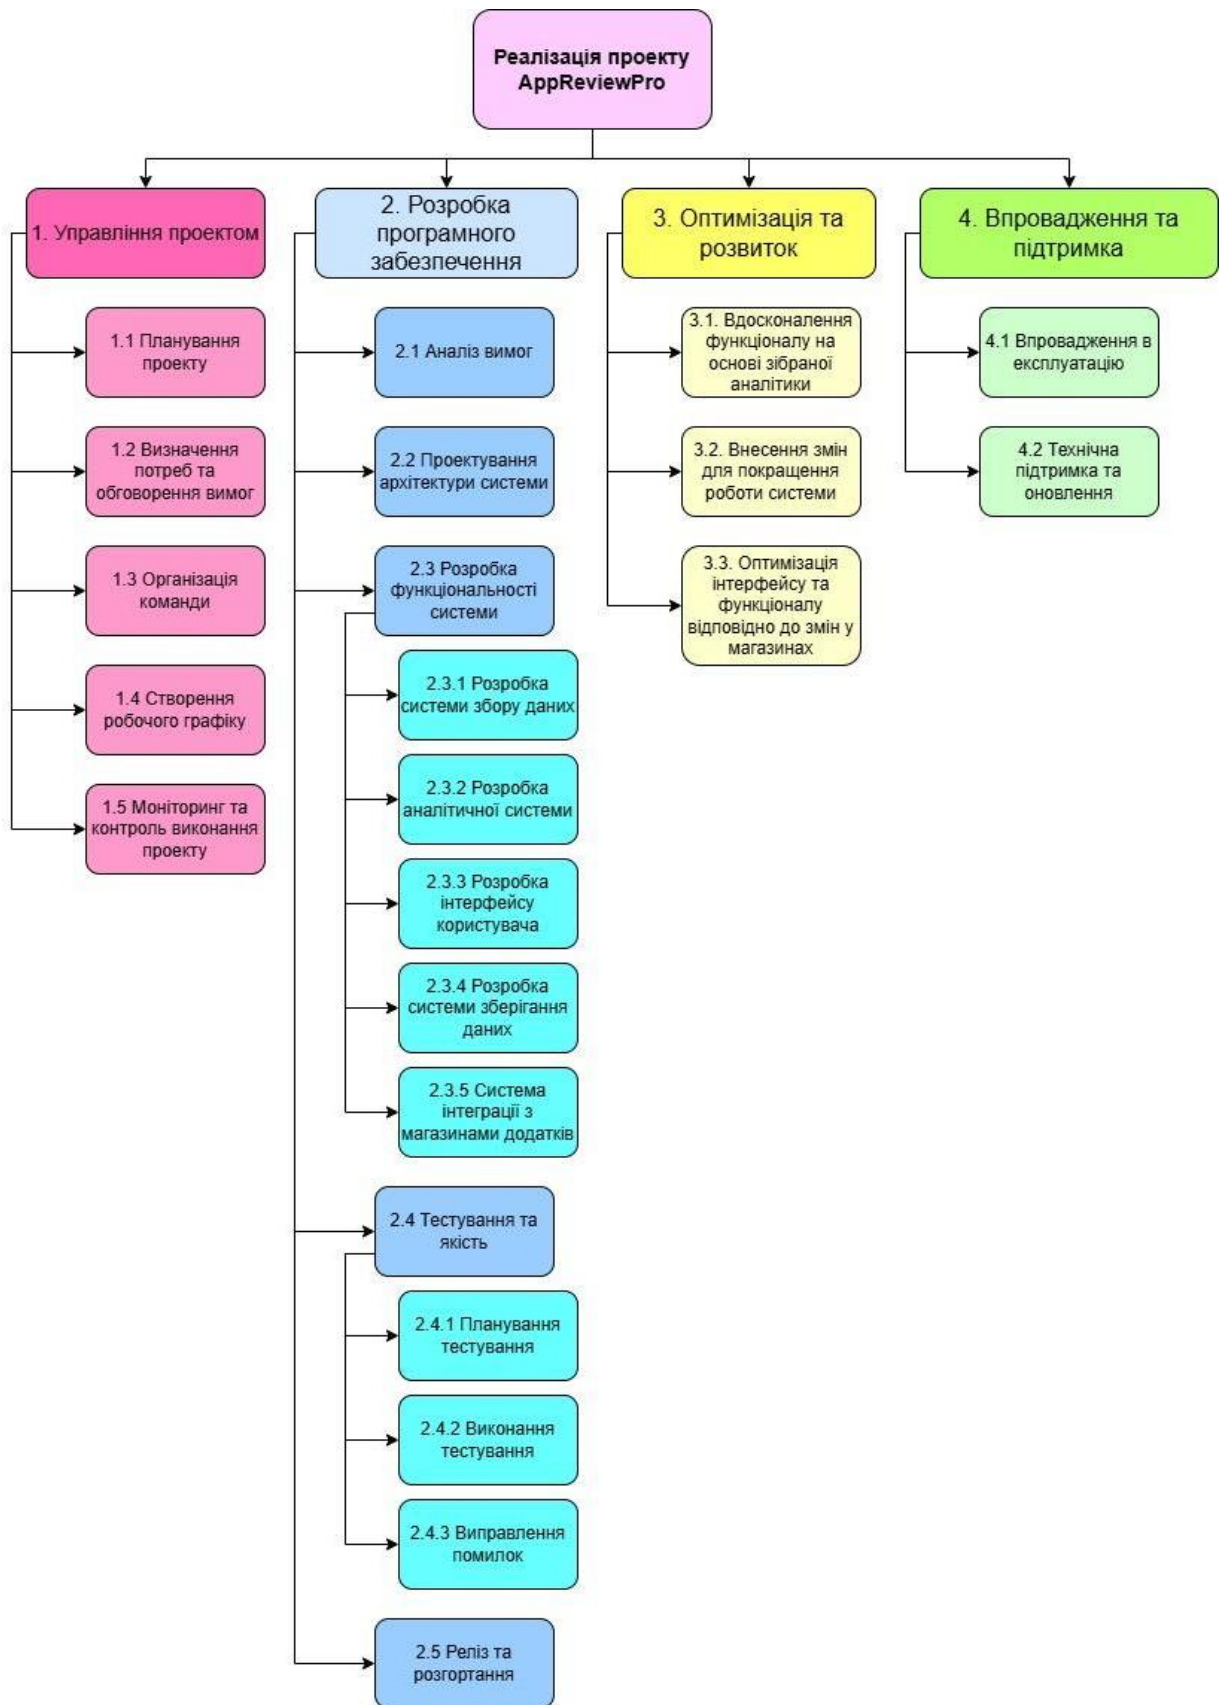 Реалізація проекту
AppReviewPro
1. Управління проектом
1.1 Планування
проекту
1.2 Визначення
потреб та
обговорення вимог
1.3 Організація
команди
1.4 Створення
робочого графіку
1.5 Моніторинг та
контроль виконання
проекту
2. Розробка
програмного
забезпечення
2.1 Аналіз вимог
2.2 Проектування
архітектури системи
2.3 Розробка
функціональності
системи
2.3.1 Розробка
системи збору даних
2.3.2 Розробка
аналітичної системи
2.3.3 Розробка
інтерфейсу
користувача
2.3.4 Розробка
системи зберігання
даних
2.3.5 Система
інтеграції з
магазинами додатків
2.4 Тестування та
якість
2.4.1 Планування
тестування
2.4.2 Виконання
тестування
2.4.3 Виправлення
помилок
2.5 Реліз та
розгортання
3. Оптимізація та
розвиток
3.1. Вдосконалення
функціоналу на
основі зібраної
аналітики
3.2. Внесення змін
для покращення
роботи системи
3.3. Оптимізація
інтерфейсу та
функціоналу
відповідно до змін у
магазинах
4. Впровадження та
підтримка
4.1 Впровадження в
експлуатацію
4.2 Технічна
підтримка та
оновлення